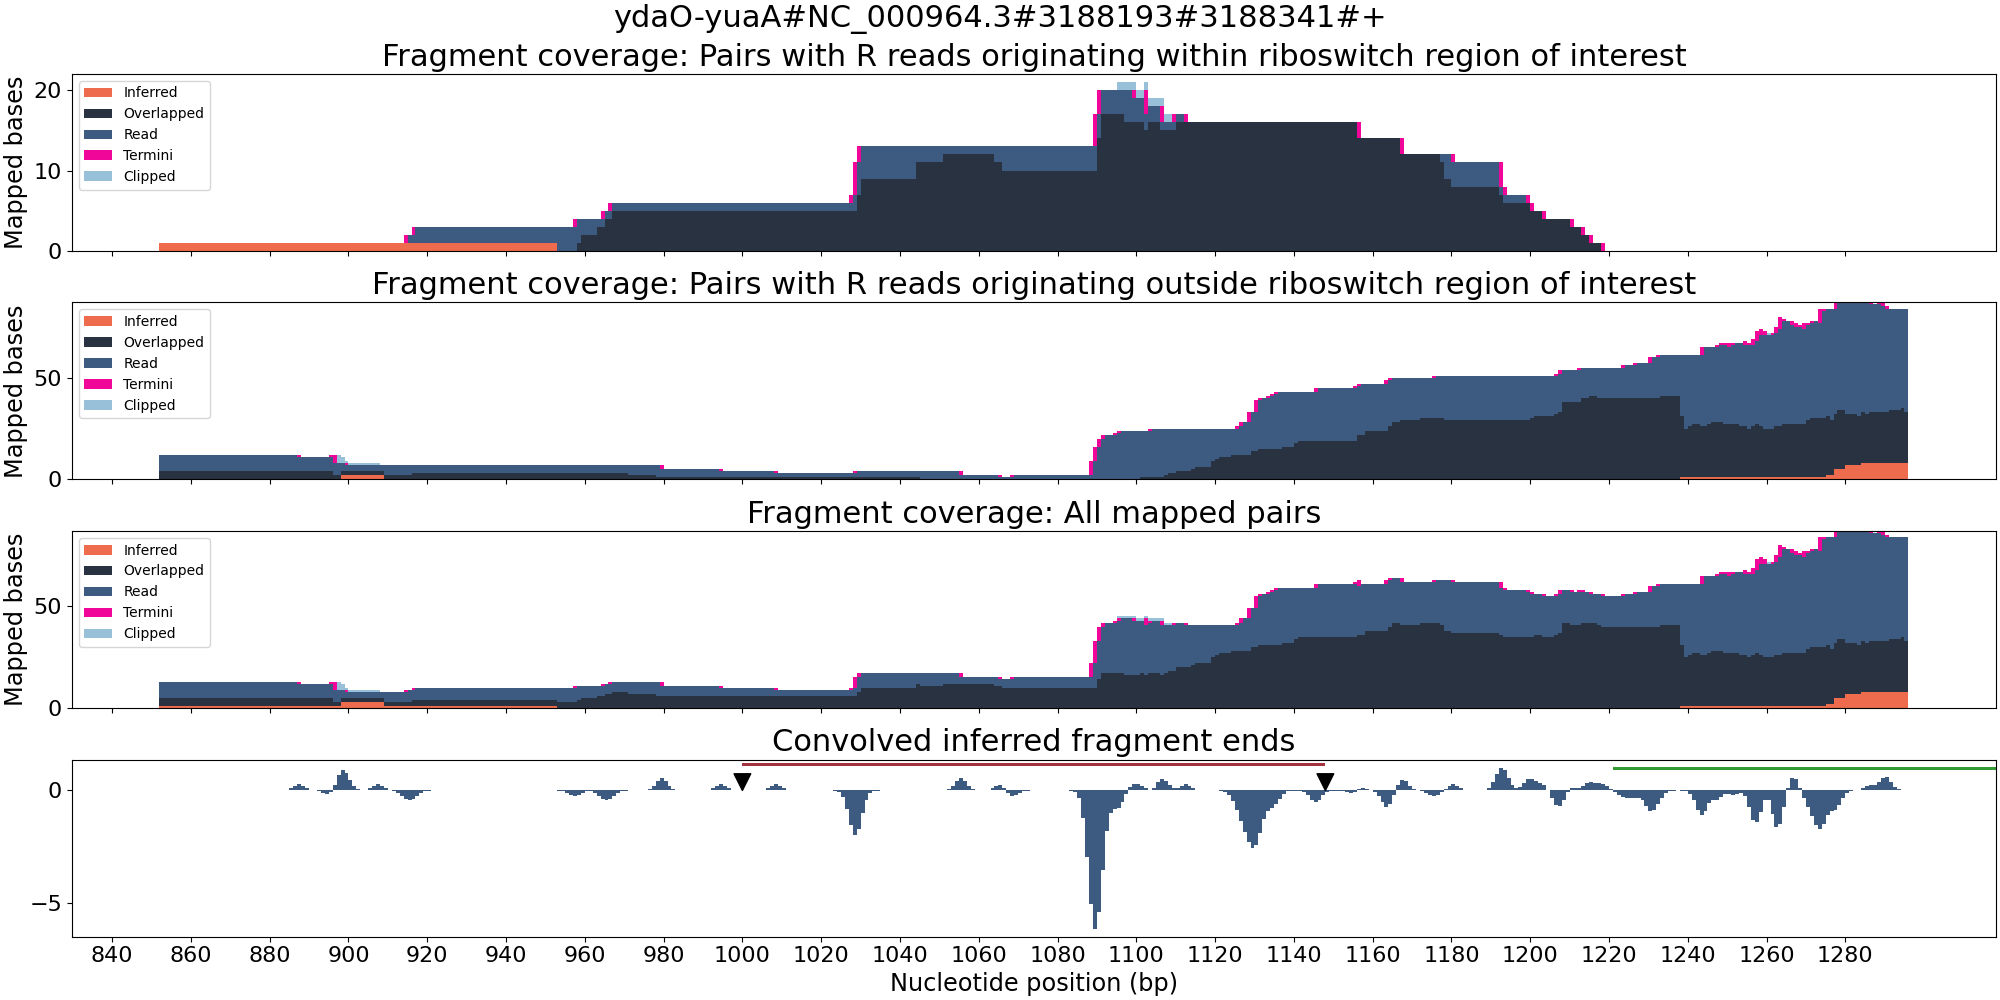 ydaO-yuaA#NC_000964.3#3188193#3188341#+
Fragment coverage: Pairs with R reads originating within riboswitch region of interest
Mapped bases
20
10
0
Inferred
Overlapped
Read
Termini
Clipped
Fragment coverage: Pairs with R reads originating outside riboswitch region of interest
Mapped bases
50
0
Inferred
Overlapped
Read
Termini
Clipped
Fragment coverage: All mapped pairs
Mapped bases
50
0
Inferred
Overlapped
Read
Termini
Clipped
Convolved inferred fragment ends
0
−5
840 860 880 900 920 940 960 980 1000 1020 1040 1060 1080 1100 1120 1140 1160 1180 1200 1220 1240 1260 1280
Nucleotide position (bp)